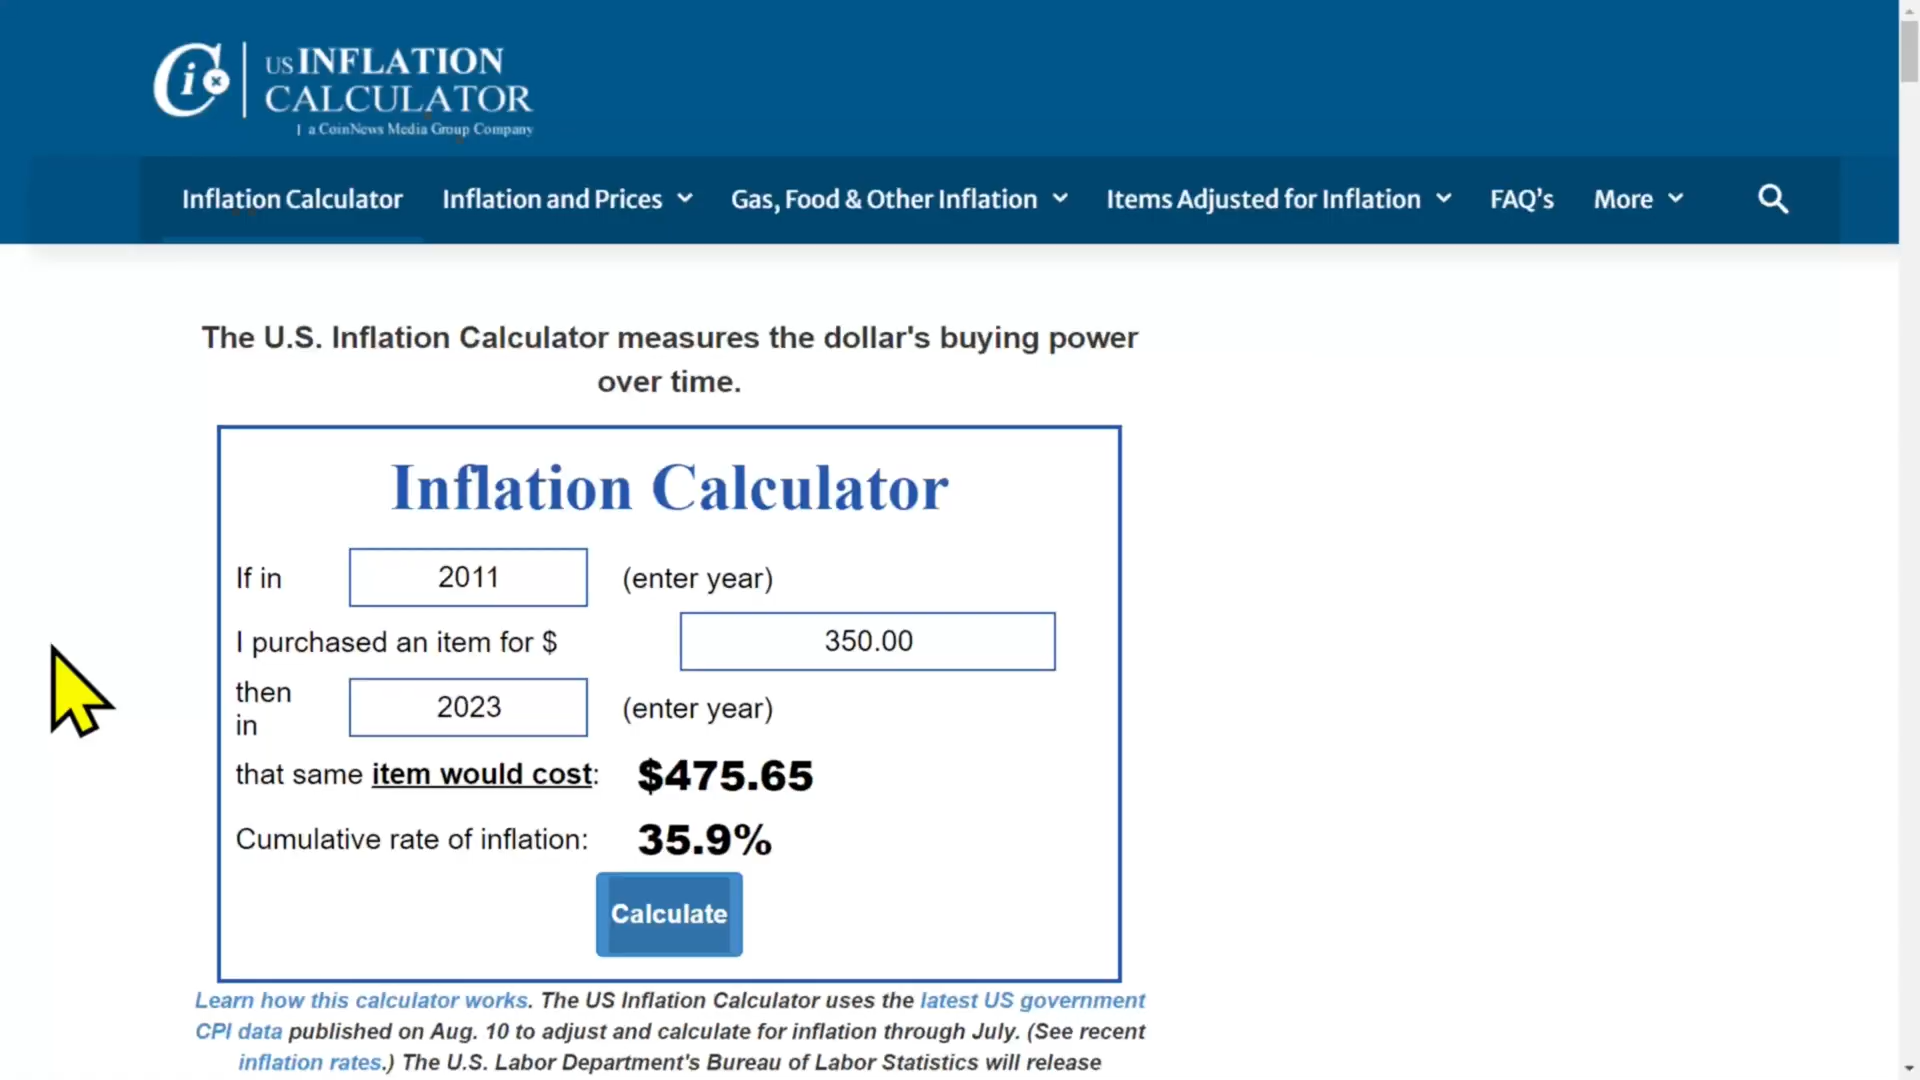 US INFLATION
CALCULATOR
| a CoinNews Media Group Company
Inflation Calculator Inflation and Prices Gas, Food & Other Inflation Items Adjusted for Inflation FAQ's More
The U.S. Inflation Calculator measures the dollar's buying power
over time.
Inflation Calculator
If in 2011 (enter year)
I purchased an item for $ 350.00
then
in 2023 (enter year)
that same item would cost: $475.65
Cumulative rate of inflation: 35.9%
Calculate
Learn how this calculator works. The US Inflation Calculator uses the latest US government
CPI data published on Aug. 10 to adjust and calculate for inflation through July. (See recent
inflation rates.) The U.S. Labor Department's Bureau of Labor Statistics will release